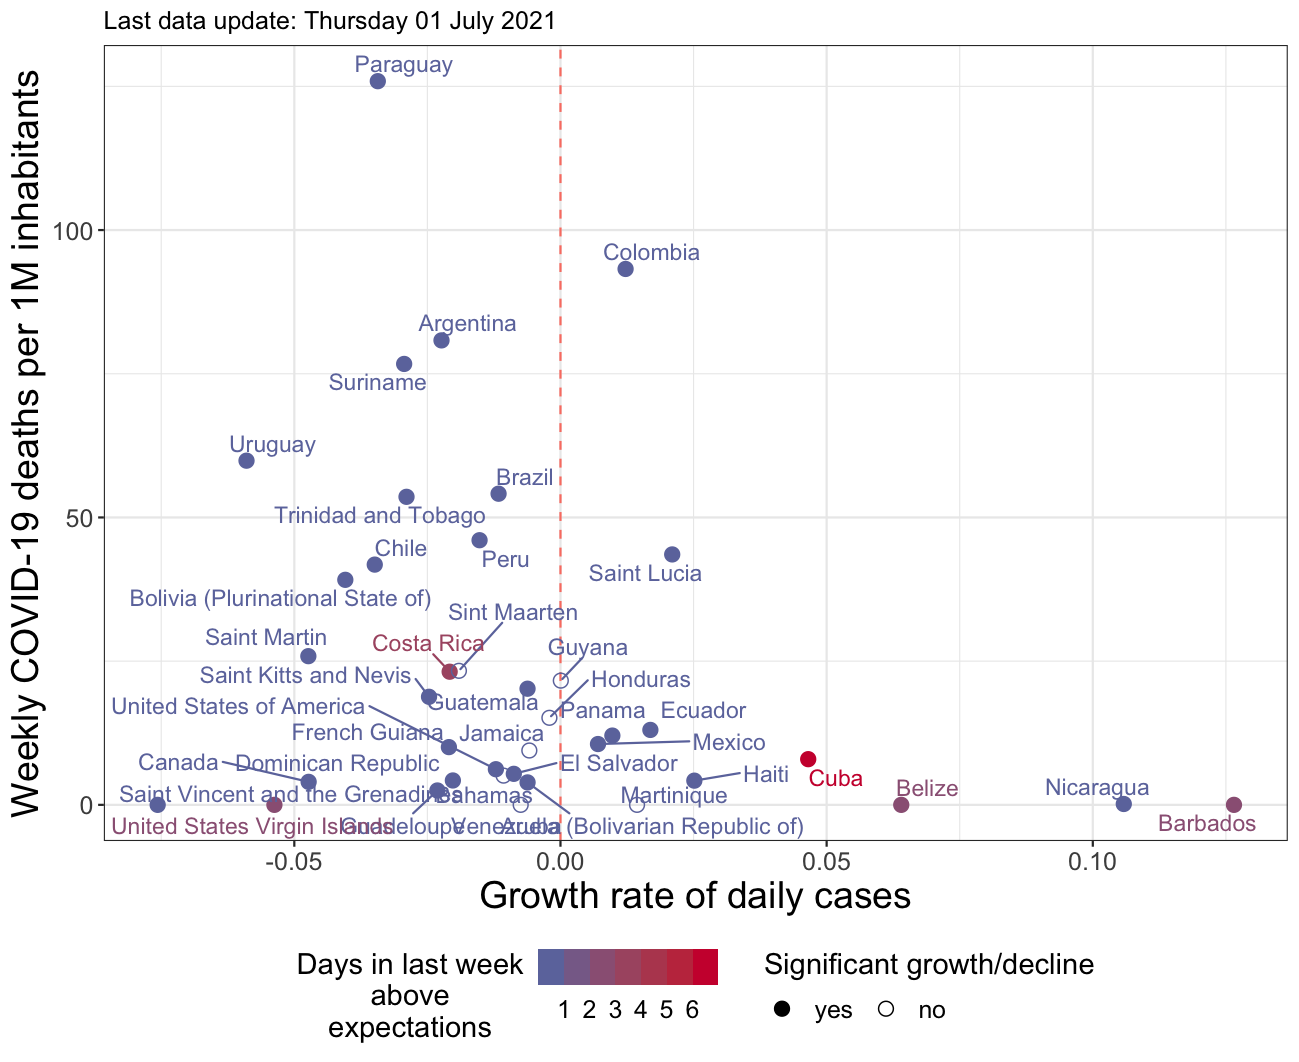 Last data update: Thursday 01 July 2021
Weekly COVID-19 deaths per 1M inhabitants
Paraguay
100
Colombia
Argentina
Suriname
Uruguay
Brazil
50
Trinidad and Tobago
Chile
Peru
Saint Lucia
Bolivia (Plurinational State of)
Sint Maarten
Saint Martin
Costa Rica
Guyana
Saint Kitts and Nevis
Honduras
Guatemala
United States of America
Panama
Ecuador
French Guiana
Jamaica
Mexico
Canada
Dominican Republic
El Salvador
Haiti
Cuba
Saint Vincent and the Grenadines
Bahamas
Martinique
Belize
Nicaragua
0
United States Virgin Islands
Guadeloupe
Venezuela (Bolivarian Republic of)
Aruba
Barbados
-0.05
0.00
0.05
0.10
Growth rate of daily cases
Days in last week
above
expectations
1 2 3 4 5 6
Significant growth/decline
yes
no